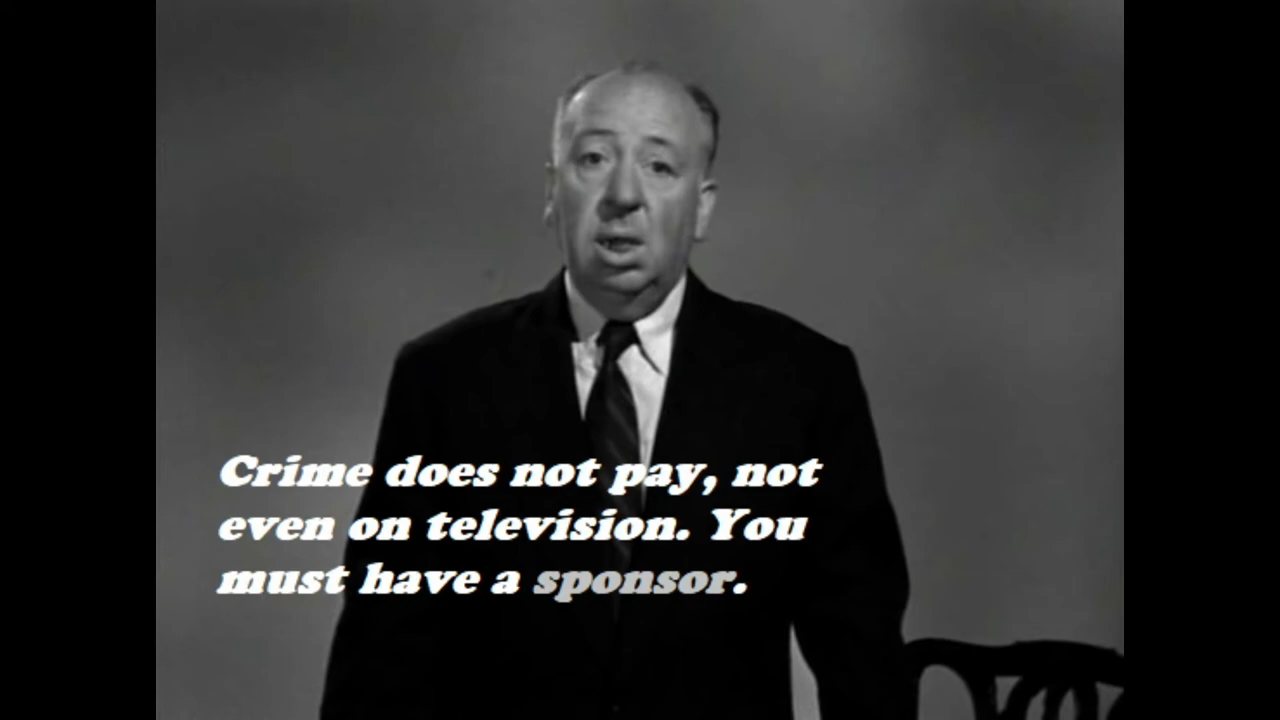 Crime does not pay, not
even on television. You
must have a sponsor.